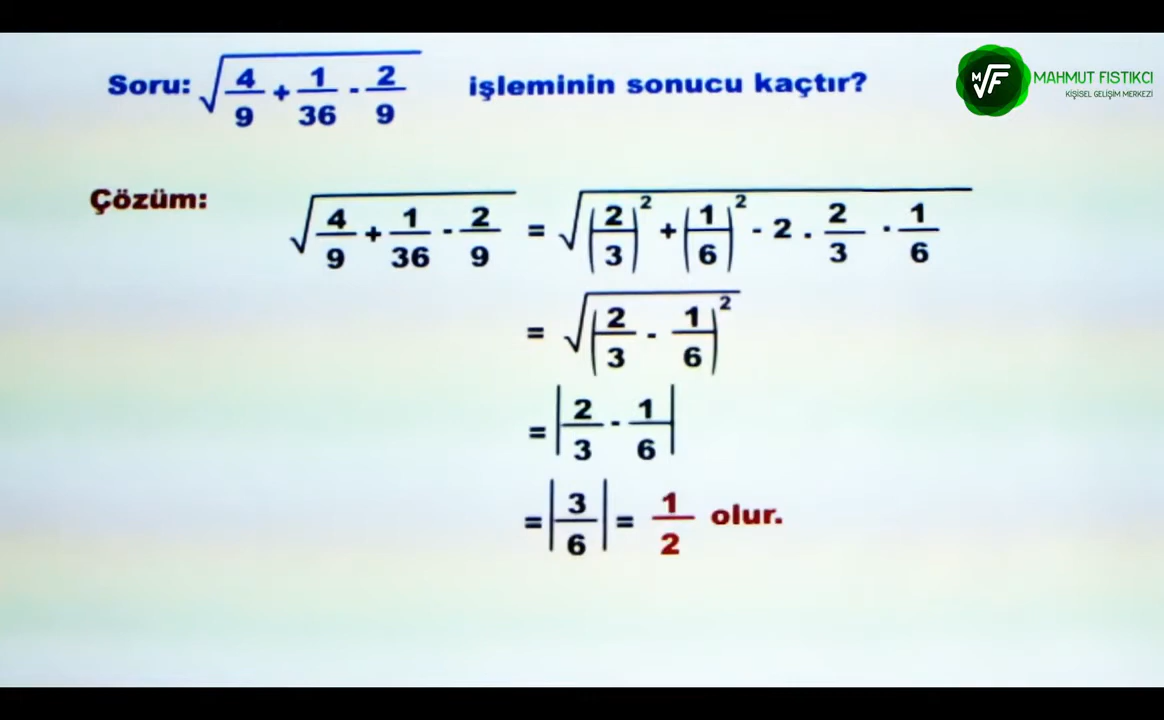 Soru: √(4/9 + 1/36 - 2/9) işleminin sonucu kaçtır?
MAHMUT FISTIKCI
KİŞİSEL GELİŞİM MERKEZİ
Çözüm: √(4/9 + 1/36 - 2/9) = √((2/3)² + (1/6)² - 2 . 2/3 . 1/6)
= √((2/3 - 1/6)²)
= |2/3 - 1/6|
= |3/6| = 1/2 olur.